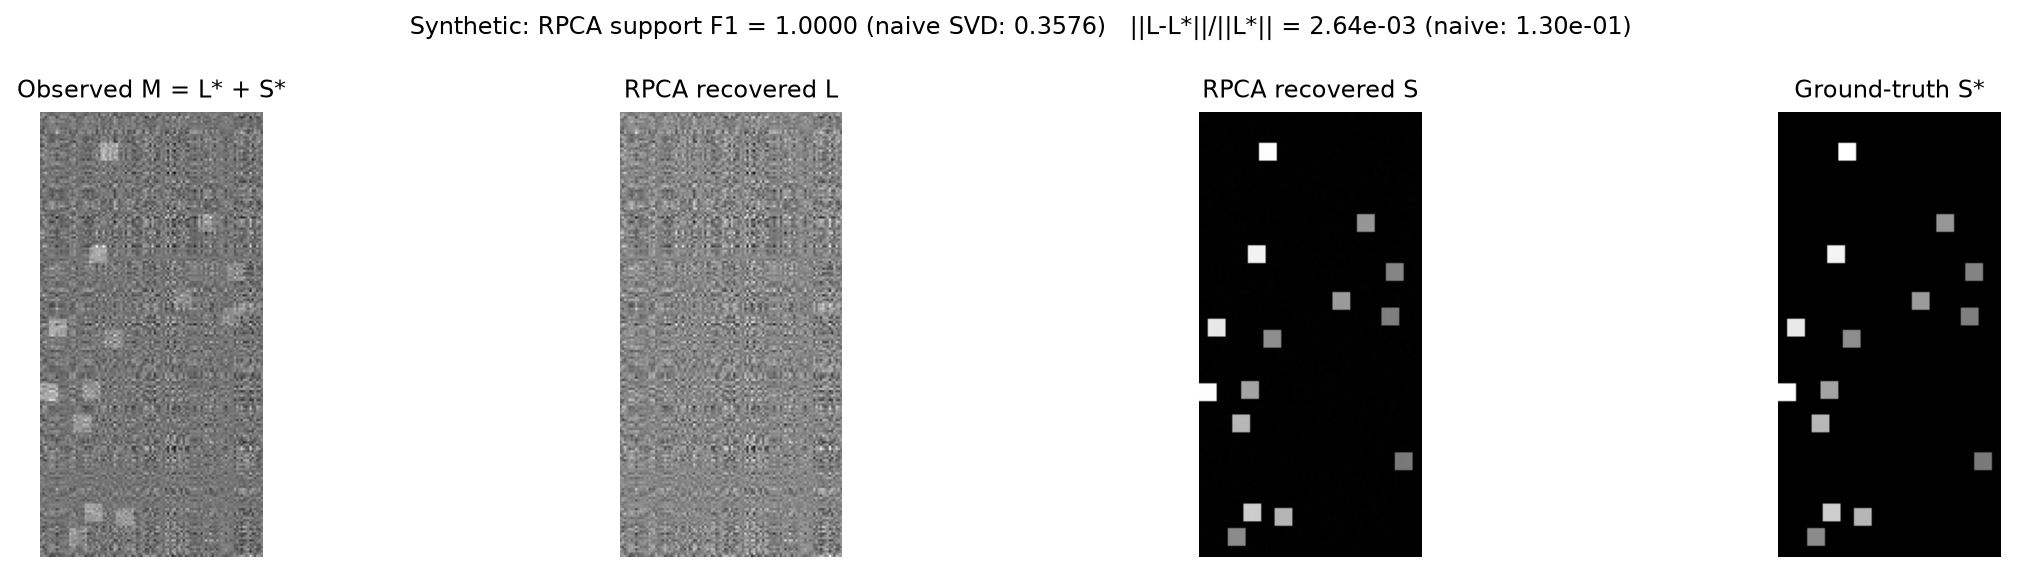 Synthetic: RPCA support F1 = 1.0000 (naive SVD: 0.3576)   ||L-L*||/||L*|| = 2.64e-03 (naive: 1.30e-01)
Observed M = L* + S*
RPCA recovered L
RPCA recovered S
Ground-truth S*